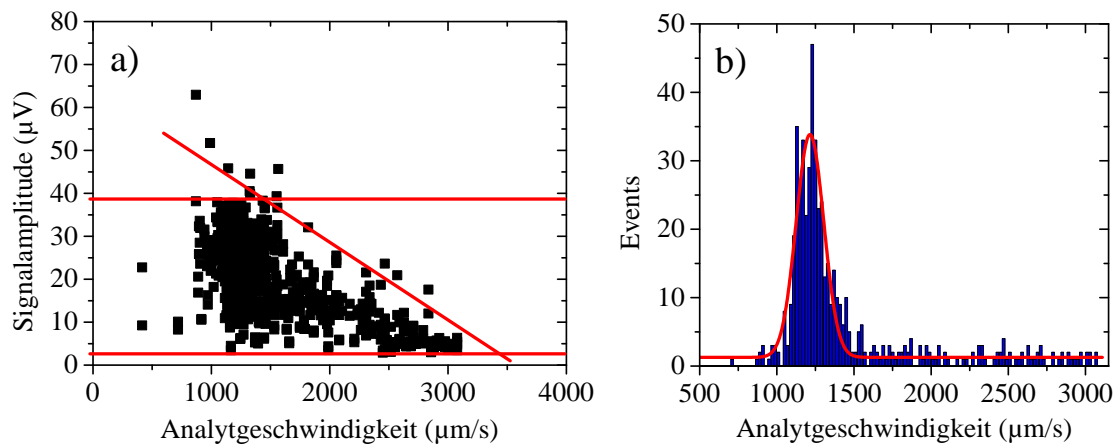 a)
Signalamplitude (µV)
80
70
60
50
40
30
20
10
0
0 1000 2000 3000 4000
Analytgeschwindigkeit (µm/s)
b)
Events
50
40
30
20
10
0
500 1000 1500 2000 2500 3000
Analytgeschwindigkeit (µm/s)